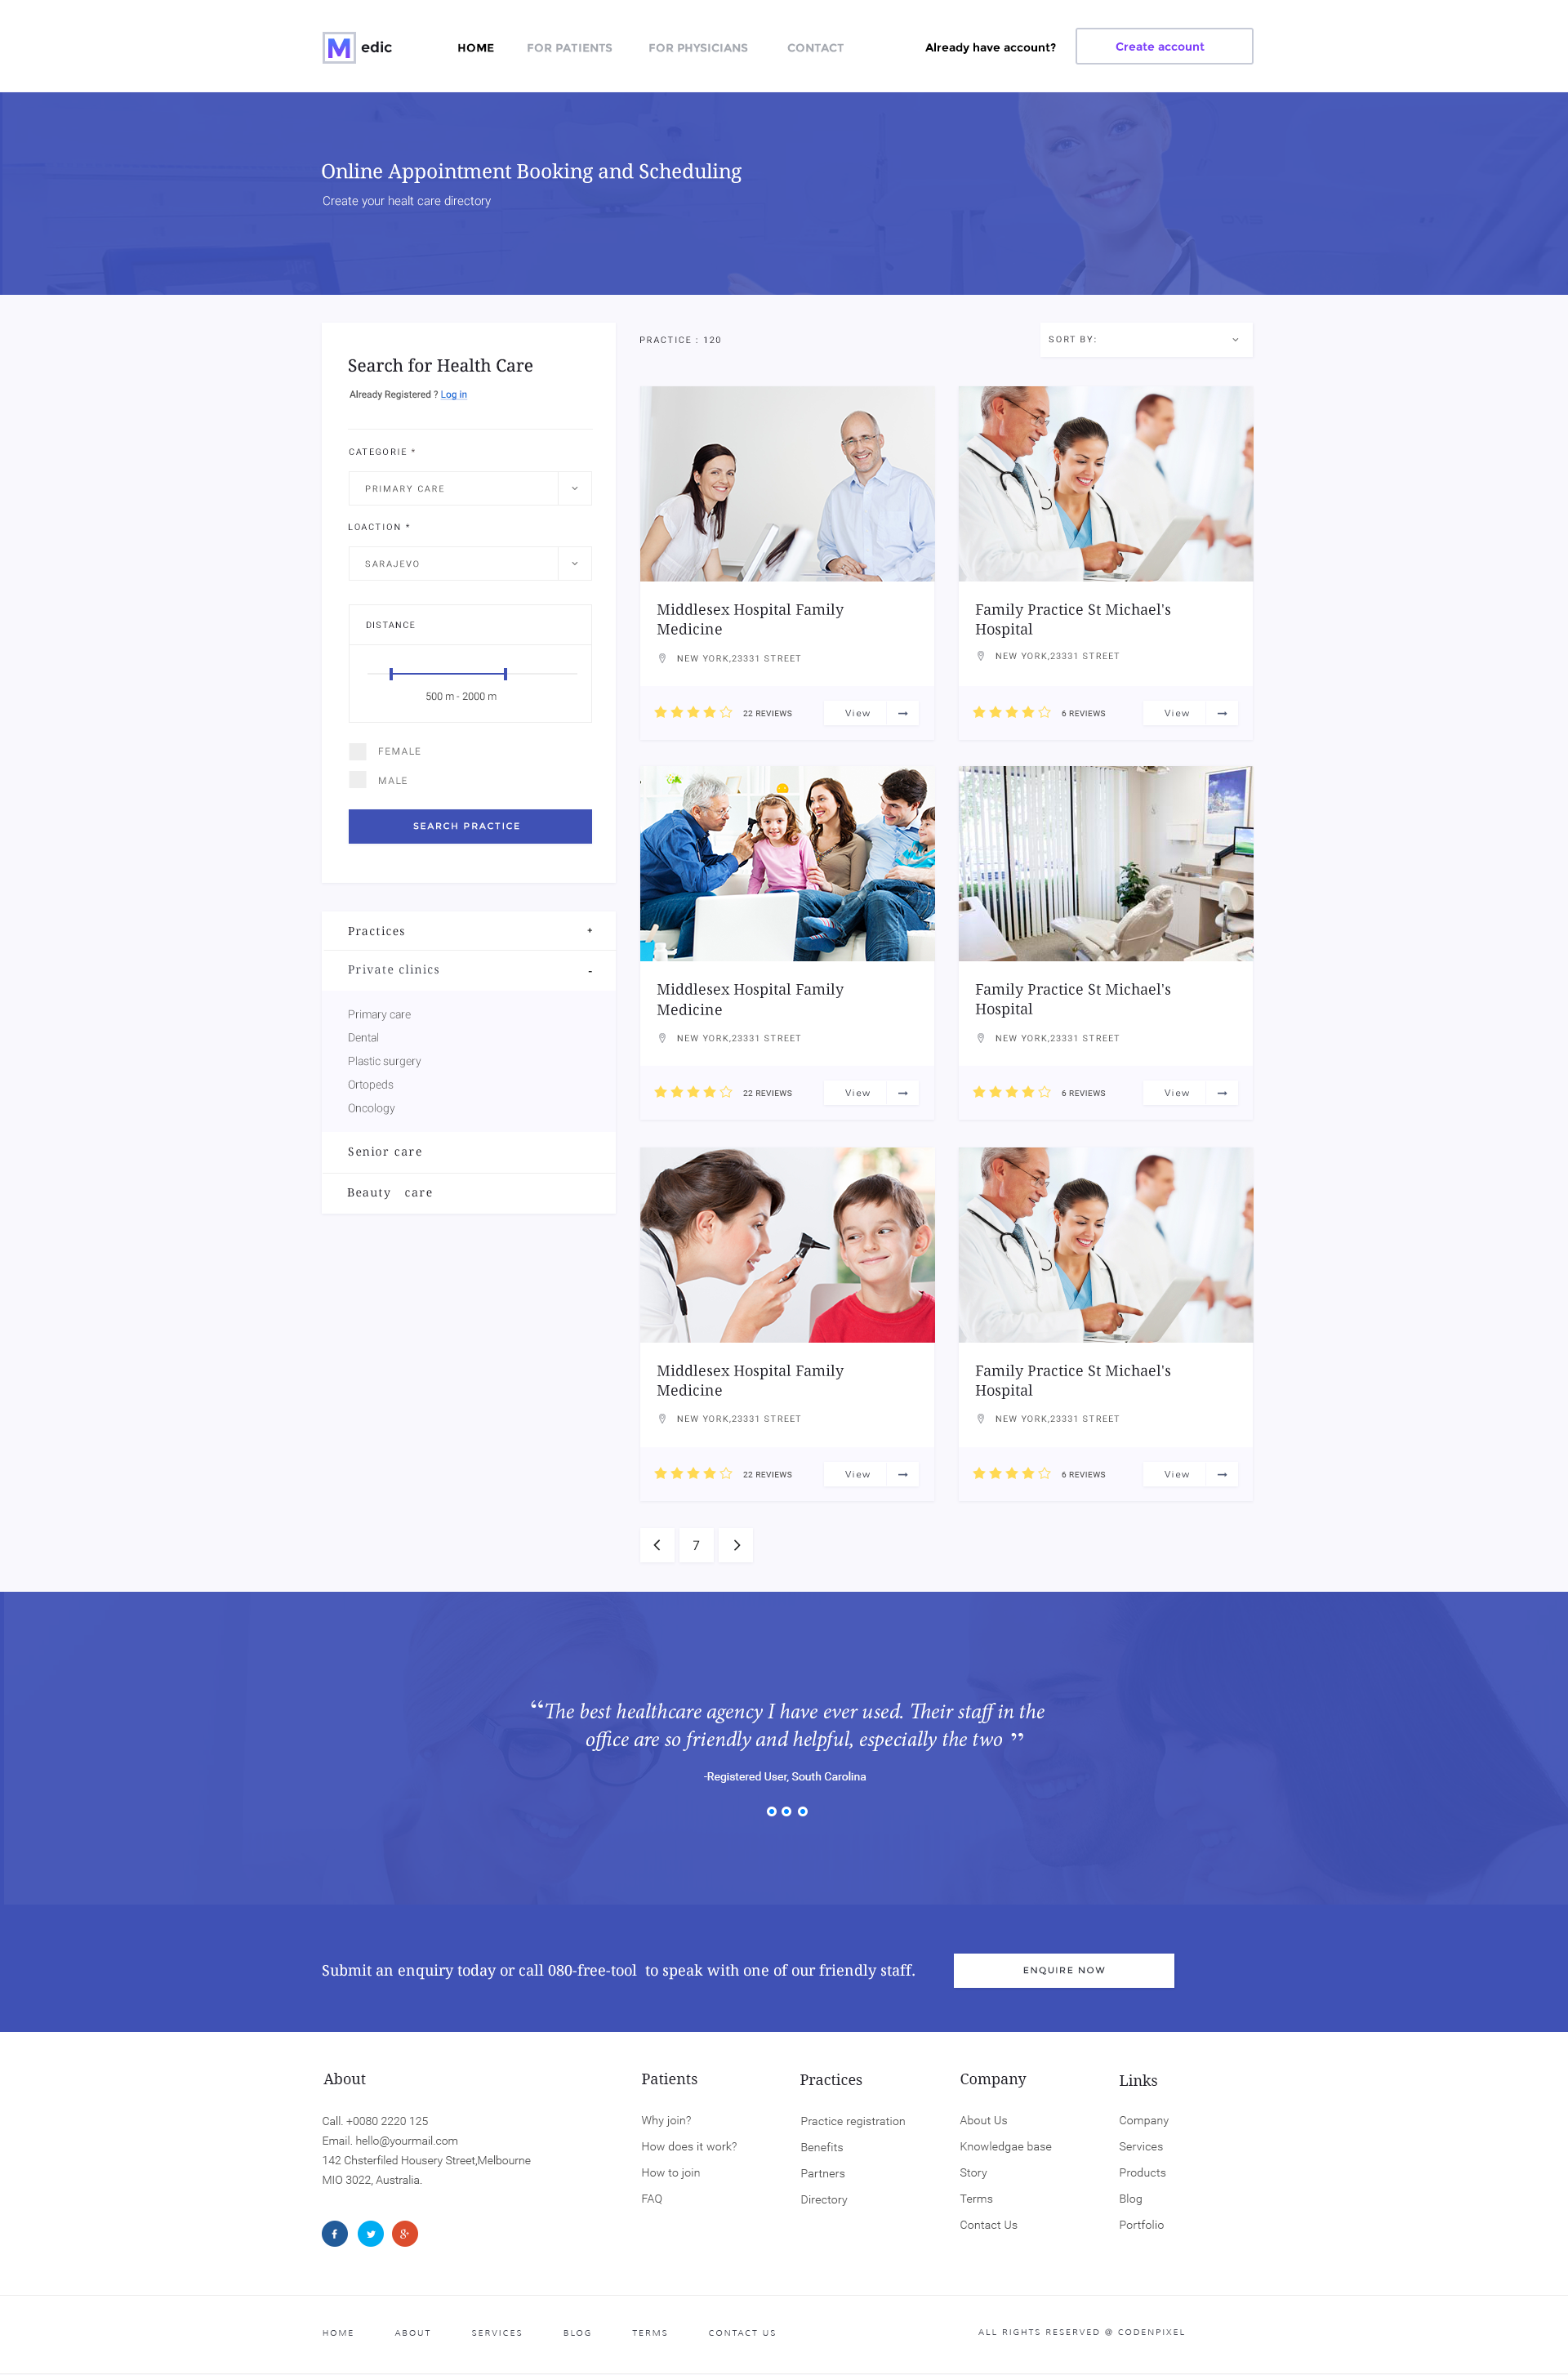 M edic
HOME
FOR PATIENTS
FOR PHYSICIANS
CONTACT
Already have account?
Create account
Online Appointment Booking and Scheduling
Create your healt care directory
Search for Health Care
Already Registered ? Log in
CATEGORIE *
PRIMARY CARE
LOACTION *
SARAJEVO
DISTANCE
500 m - 2000 m
FEMALE
MALE
SEARCH PRACTICE
Practices +
Private clinics -
Primary care
Dental
Plastic surgery
Ortopeds
Oncology
Senior care
Beauty care
PRACTICE : 120
SORT BY:
Middlesex Hospital Family
Medicine
NEW YORK,23331 STREET
22 REVIEWS
View
Family Practice St Michael's
Hospital
NEW YORK,23331 STREET
6 REVIEWS
View
Middlesex Hospital Family
Medicine
NEW YORK,23331 STREET
22 REVIEWS
View
Family Practice St Michael's
Hospital
NEW YORK,23331 STREET
6 REVIEWS
View
Middlesex Hospital Family
Medicine
NEW YORK,23331 STREET
22 REVIEWS
View
Family Practice St Michael's
Hospital
NEW YORK,23331 STREET
6 REVIEWS
View
7
“The best healthcare agency I have ever used. Their staff in the
office are so friendly and helpful, especially the two ”
-Registered User, South Carolina
Submit an enquiry today or call 080-free-tool to speak with one of our friendly staff.
ENQUIRE NOW
About
Call. +0080 2220 125
Email. hello@yourmail.com
142 Chsterfiled Housery Street,Melbourne
MIO 3022, Australia.
Patients
Why join?
How does it work?
How to join
FAQ
Practices
Practice registration
Benefits
Partners
Directory
Company
About Us
Knowledgae base
Story
Terms
Contact Us
Links
Company
Services
Products
Blog
Portfolio
HOME
ABOUT
SERVICES
BLOG
TERMS
CONTACT US
ALL RIGHTS RESERVED @ CODENPIXEL